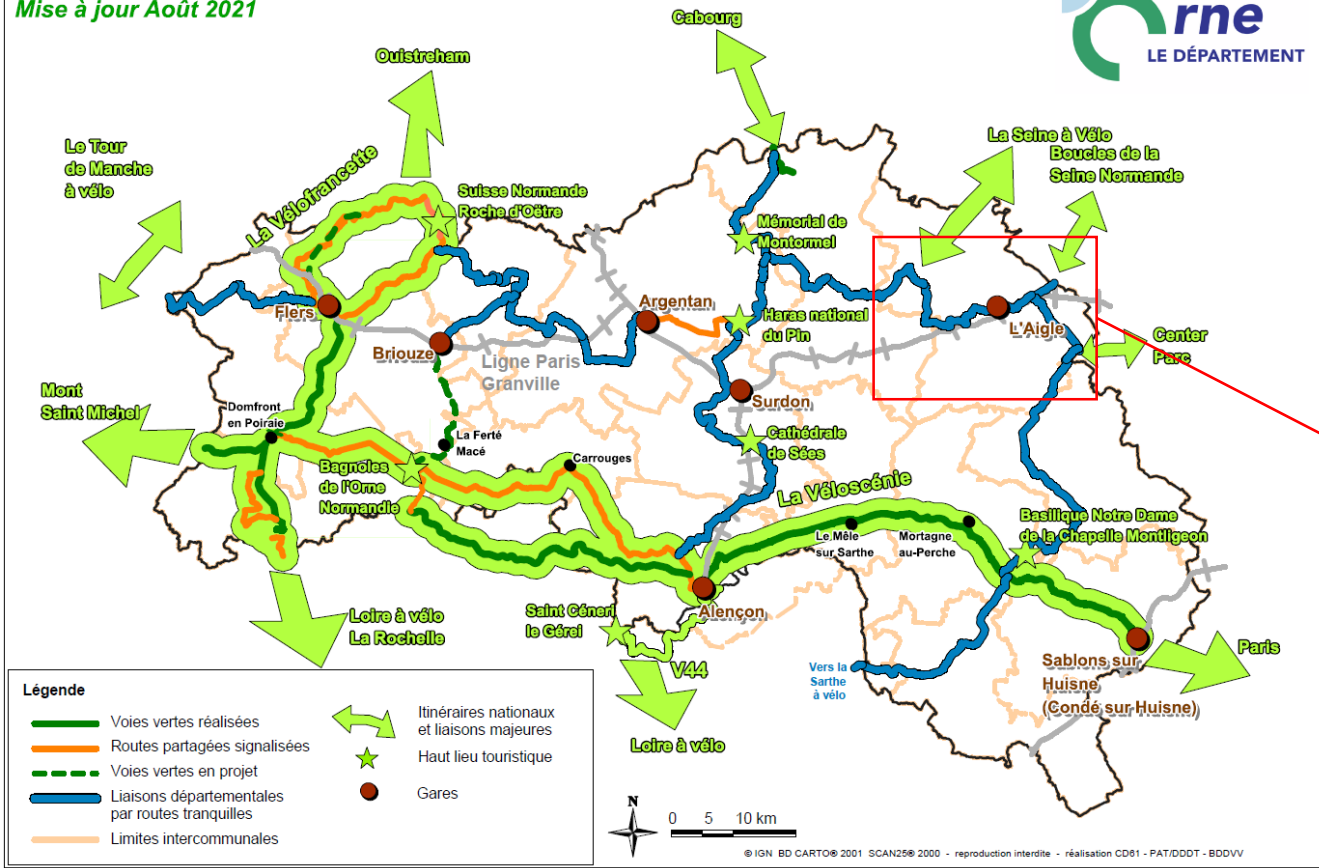 Mise à jour Août 2021
rne
LE DÉPARTEMENT
Cabourg
Ouistreham
Le Tour
de Manche
à vélo
La Seine à Vélo
Boucles de la
Seine Normande
La Vélofrancette
Suisse Normande
Roche d'Oëtre
Mémorial de
Montormel
Flers
Argentan
Haras national
du Pin
L'Aigle
Center
Parc
Briouze
Ligne Paris
Granville
Surdon
Mont
Saint Michel
Domfront
en Poiraie
La Ferté
Macé
Cathédrale
de Sées
Bagnoles
de l'Orne
Normandie
Carrouges
La Véloscénie
Le Mêle
sur Sarthe
Mortagne
au-Perche
Basilique Notre Dame
de la Chapelle Montligeon
Alençon
Saint Céneri
le Gérei
Loire à vélo
La Rochelle
V44
Vers la
Sarthe
à vélo
Sablons sur
Huisne
(Condé sur Huisne)
Paris
Loire à vélo
Légende
Voies vertes réalisées
Routes partagées signalisées
Voies vertes en projet
Liaisons départementales
par routes tranquilles
Limites intercommunales
Itinéraires nationaux
et liaisons majeures
Haut lieu touristique
Gares
N
0 5 10 km
© IGN BD CARTO® 2001 SCAN25® 2000 - reproduction interdite - réalisation CD61 - PAT/DDDT - BDDVV